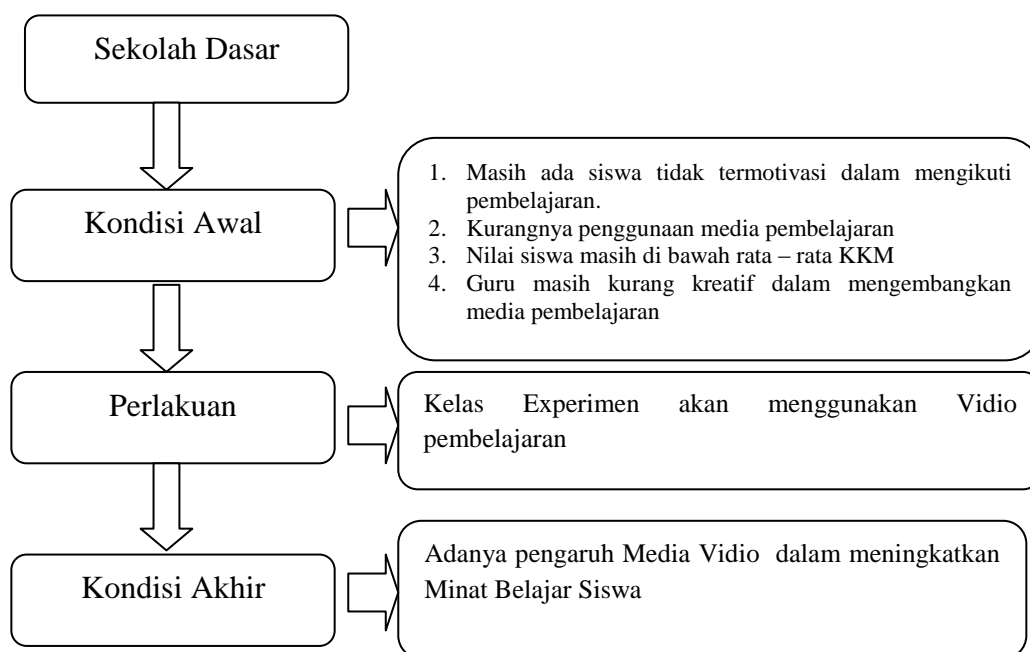 Sekolah Dasar
Kondisi Awal
1. Masih ada siswa tidak termotivasi dalam mengikuti
pembelajaran.
2. Kurangnya penggunaan media pembelajaran
3. Nilai siswa masih di bawah rata – rata KKM
4. Guru masih kurang kreatif dalam mengembangkan
media pembelajaran
Perlakuan
Kelas Experimen akan menggunakan Vidio
pembelajaran
Kondisi Akhir
Adanya pengaruh Media Vidio dalam meningkatkan
Minat Belajar Siswa